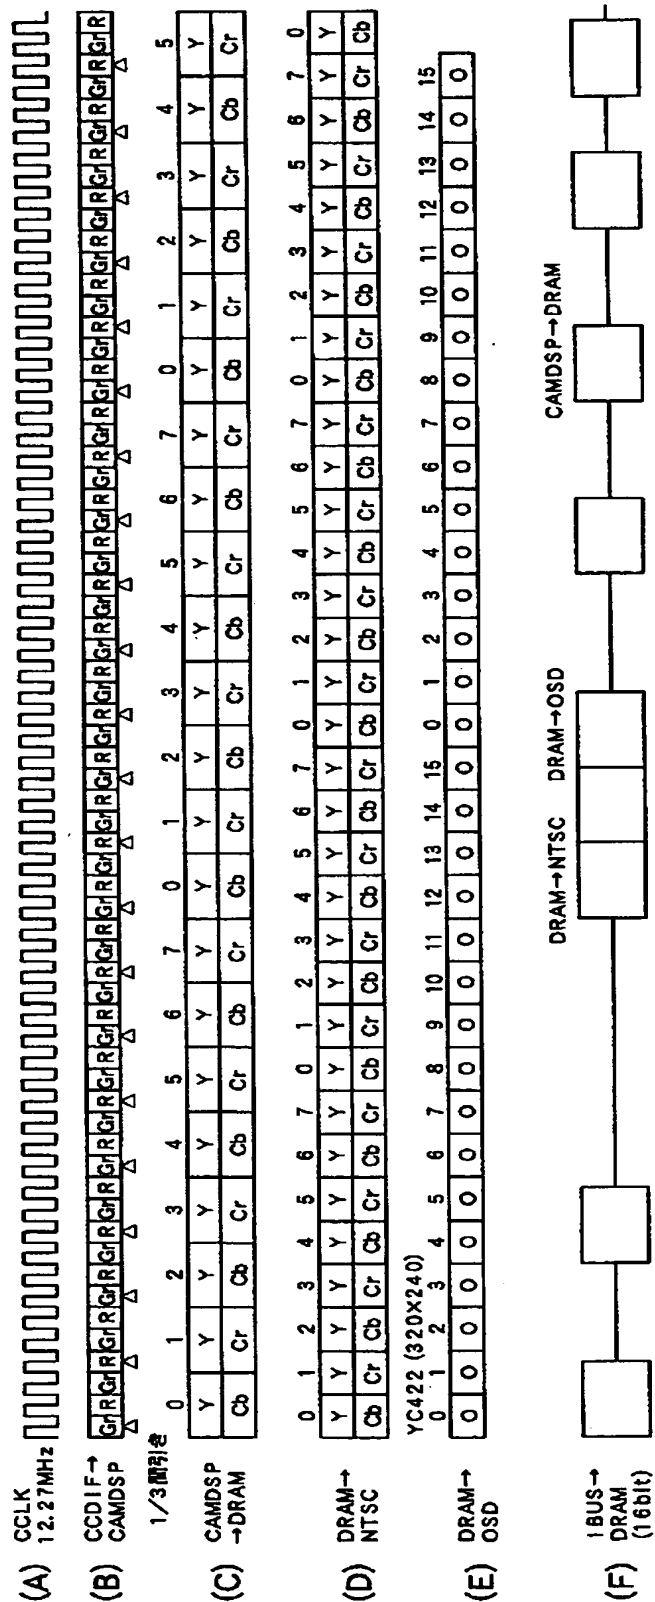 (A) CCLK
12.27MHz
(B) CCDIF→
CAMDSP
Gr R Gr R Gr R Gr R Gr R Gr R Gr R Gr R Gr R Gr R Gr R Gr R Gr R Gr R Gr R Gr R Gr R Gr R Gr R Gr R Gr R Gr R Gr R Gr R Gr R Gr R Gr R Gr R Gr R Gr R Gr R Gr R Gr R
1/3間引き
0 1 2 3 4 5 6 7 0 1 2 3 4 5 6 7 0 1 2 3 4 5
(C) CAMDSP
→DRAM
Y Y Y Y Y Y Y Y Y Y Y Y Y Y Y Y Y Y Y Y Y Y
Cb Cr Cb Cr Cb Cr Cb Cr Cb Cr Cb Cr Cb Cr Cb Cr Cb Cr Cb Cr Cb Cr
0 1 2 3 4 5 6 7 0 1 2 3 4 5 6 7 0 1 2 3 4 5 6 7 0 1 2 3 4 5 6 7 0
(D) DRAM→
NTSC
Y Y Y Y Y Y Y Y Y Y Y Y Y Y Y Y Y Y Y Y Y Y Y Y Y Y Y Y Y Y Y Y Y
Cb Cr Cb Cr Cb Cr Cb Cr Cb Cr Cb Cr Cb Cr Cb Cr Cb Cr Cb Cr Cb Cr Cb Cr Cb Cr Cb Cr Cb Cr Cb Cr Cb
YC422 (320×240)
0 1 2 3 4 5 6 7 8 9 10 11 12 13 14 15 0 1 2 3 4 5 6 7 8 9 10 11 12 13 14 15
(E) DRAM→
OSD
O O O O O O O O O O O O O O O O O O O O O O O O O O O O O O O O
DRAM→NTSC DRAM→OSD CAMDSP→DRAM
(F) IBUS→
DRAM
(16bit)